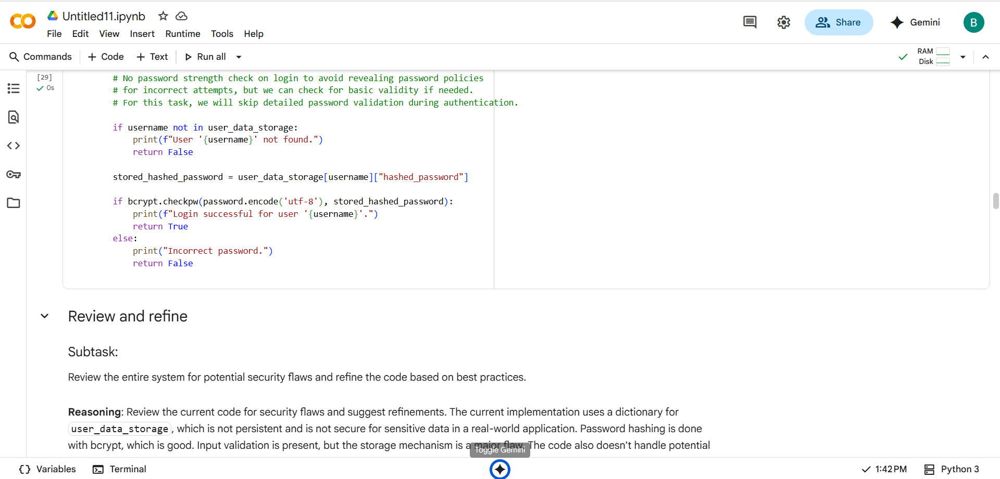 Untitled11.ipynb
File Edit View Insert Runtime Tools Help
Share
Gemini
B
Commands + Code + Text Run all
RAM
Disk
[29]
0s
# No password strength check on login to avoid revealing password policies
# for incorrect attempts, but we can check for basic validity if needed.
# For this task, we will skip detailed password validation during authentication.
if username not in user_data_storage:
print(f"User '{username}' not found.")
return False
stored_hashed_password = user_data_storage[username]["hashed_password"]
if bcrypt.checkpw(password.encode('utf-8'), stored_hashed_password):
print(f"Login successful for user '{username}'.")
return True
else:
print("Incorrect password.")
return False
Review and refine
Subtask:
Review the entire system for potential security flaws and refine the code based on best practices.
Reasoning: Review the current code for security flaws and suggest refinements. The current implementation uses a dictionary for
user_data_storage, which is not persistent and is not secure for sensitive data in a real-world application. Password hashing is done
with bcrypt, which is good. Input validation is present, but the storage mechanism is a major flaw. The code also doesn't handle potential
Toggle Gemini
{} Variables Terminal
1:42 PM Python 3